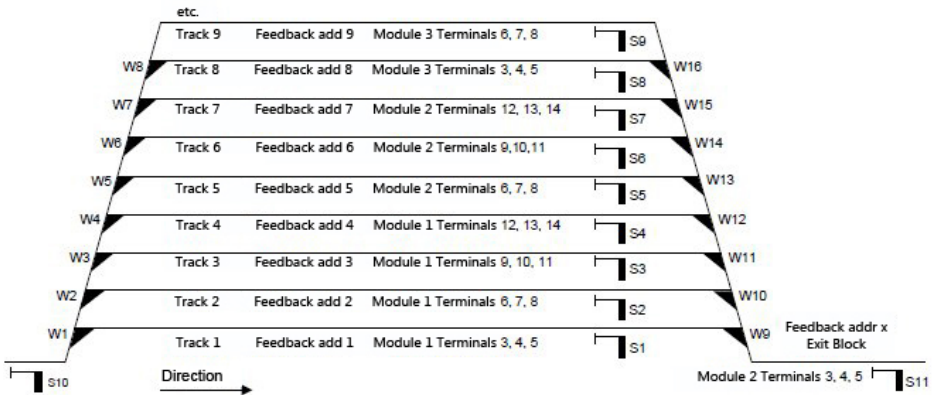 etc.
Track 9 Feedback add 9 Module 3 Terminals 6, 7, 8 S9
W8 Track 8 Feedback add 8 Module 3 Terminals 3, 4, 5 S8 W16
W7 Track 7 Feedback add 7 Module 2 Terminals 12, 13, 14 S7 W15
W6 Track 6 Feedback add 6 Module 2 Terminals 9,10,11 S6 W14
W5 Track 5 Feedback add 5 Module 2 Terminals 6, 7, 8 S5 W13
W4 Track 4 Feedback add 4 Module 1 Terminals 12, 13, 14 S4 W12
W3 Track 3 Feedback add 3 Module 1 Terminals 9, 10, 11 S3 W11
W2 Track 2 Feedback add 2 Module 1 Terminals 6, 7, 8 S2 W10
W1 Track 1 Feedback add 1 Module 1 Terminals 3, 4, 5 S1 W9
Feedback addr x
Exit Block
S10 Direction Module 2 Terminals 3, 4, 5 S11